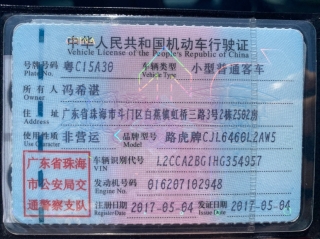 中华人民共和国机动车行驶证
Vehicle License of the People's Republic of China
号牌号码 粤C15A30 车辆类型 小型普通客车
Plate No. Vehicle Type
所有人 冯希谌
Owner
住址 广东省珠海市斗门区白蕉镇虹桥三路3号2栋2502房
Address
使用性质 非营运 品牌型号 路虎牌CJL6460L2AW5
Use Character Model
广东省珠海
市公安局交
通警察支队
车辆识别代号 L2CCA2BG1HG354957
VIN
发动机号码 016207102948
Engine No.
注册日期 2017-05-04 发证日期 2017-05-04
Register Date Issue Date